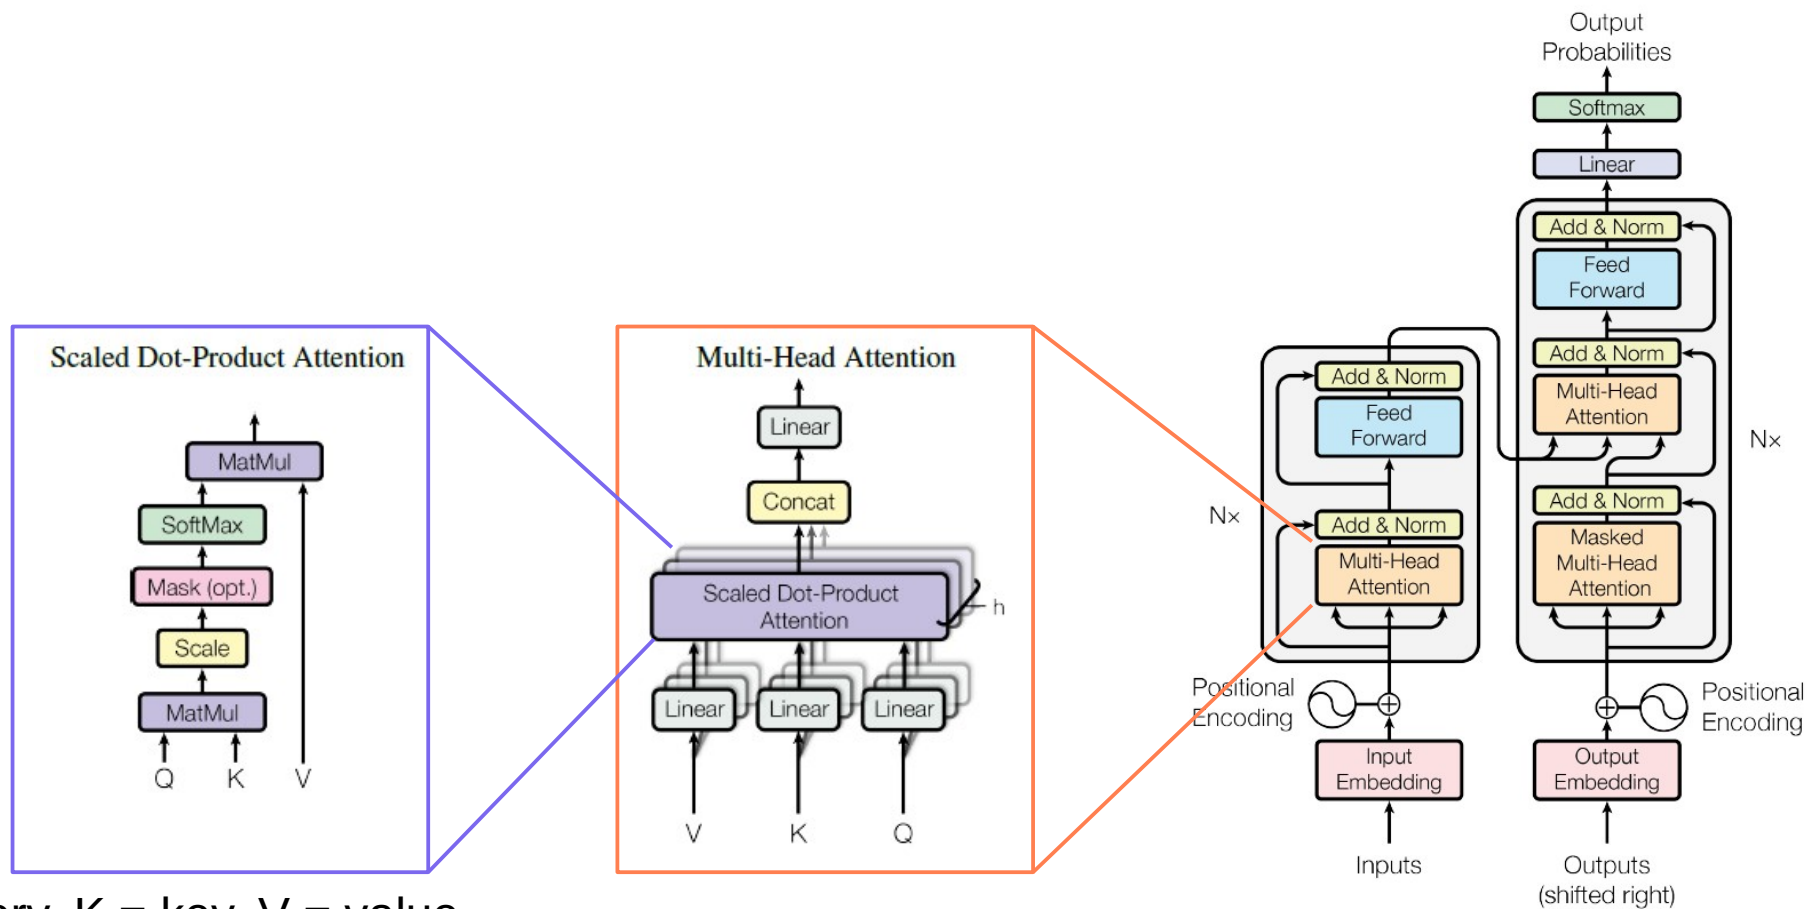 Scaled Dot-Product Attention
MatMul
SoftMax
Mask (opt.)
Scale
MatMul
Q K V
Multi-Head Attention
Linear
Concat
Scaled Dot-Product
Attention
h
Linear Linear Linear
V K Q
Output
Probabilities
Softmax
Linear
Add & Norm
Feed
Forward
Add & Norm
Multi-Head
Attention
Nx
Add & Norm
Masked
Multi-Head
Attention
Positional
Encoding
Output
Embedding
Outputs
(shifted right)
Add & Norm
Feed
Forward
Nx
Add & Norm
Multi-Head
Attention
Positional
Encoding
Input
Embedding
Inputs
K = key, V = value